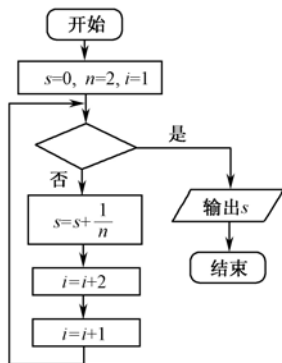 开始
s=0, n=2, i=1
是
否
s=s+1/n
输出s
i=i+2
结束
i=i+1